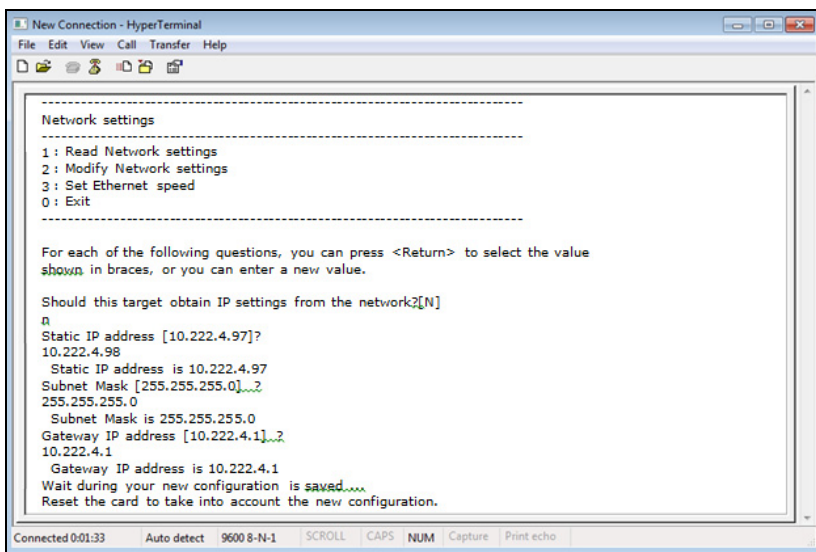 New Connection - HyperTerminal
File Edit View Call Transfer Help
--------------------------------------------------------------------------
Network settings
--------------------------------------------------------------------------
1 : Read Network settings
2 : Modify Network settings
3 : Set Ethernet speed
0 : Exit
--------------------------------------------------------------------------
For each of the following questions, you can press <Return> to select the value
shown in braces, or you can enter a new value.
Should this target obtain IP settings from the network?[N]
n
Static IP address [10.222.4.97]?
10.222.4.98
Static IP address is 10.222.4.97
Subnet Mask [255.255.255.0]...?
255.255.255.0
Subnet Mask is 255.255.255.0
Gateway IP address [10.222.4.1]...?
10.222.4.1
Gateway IP address is 10.222.4.1
Wait during your new configuration is saved....
Reset the card to take into account the new configuration.
Connected 0:01:33 Auto detect 9600 8-N-1 SCROLL CAPS NUM Capture Print echo